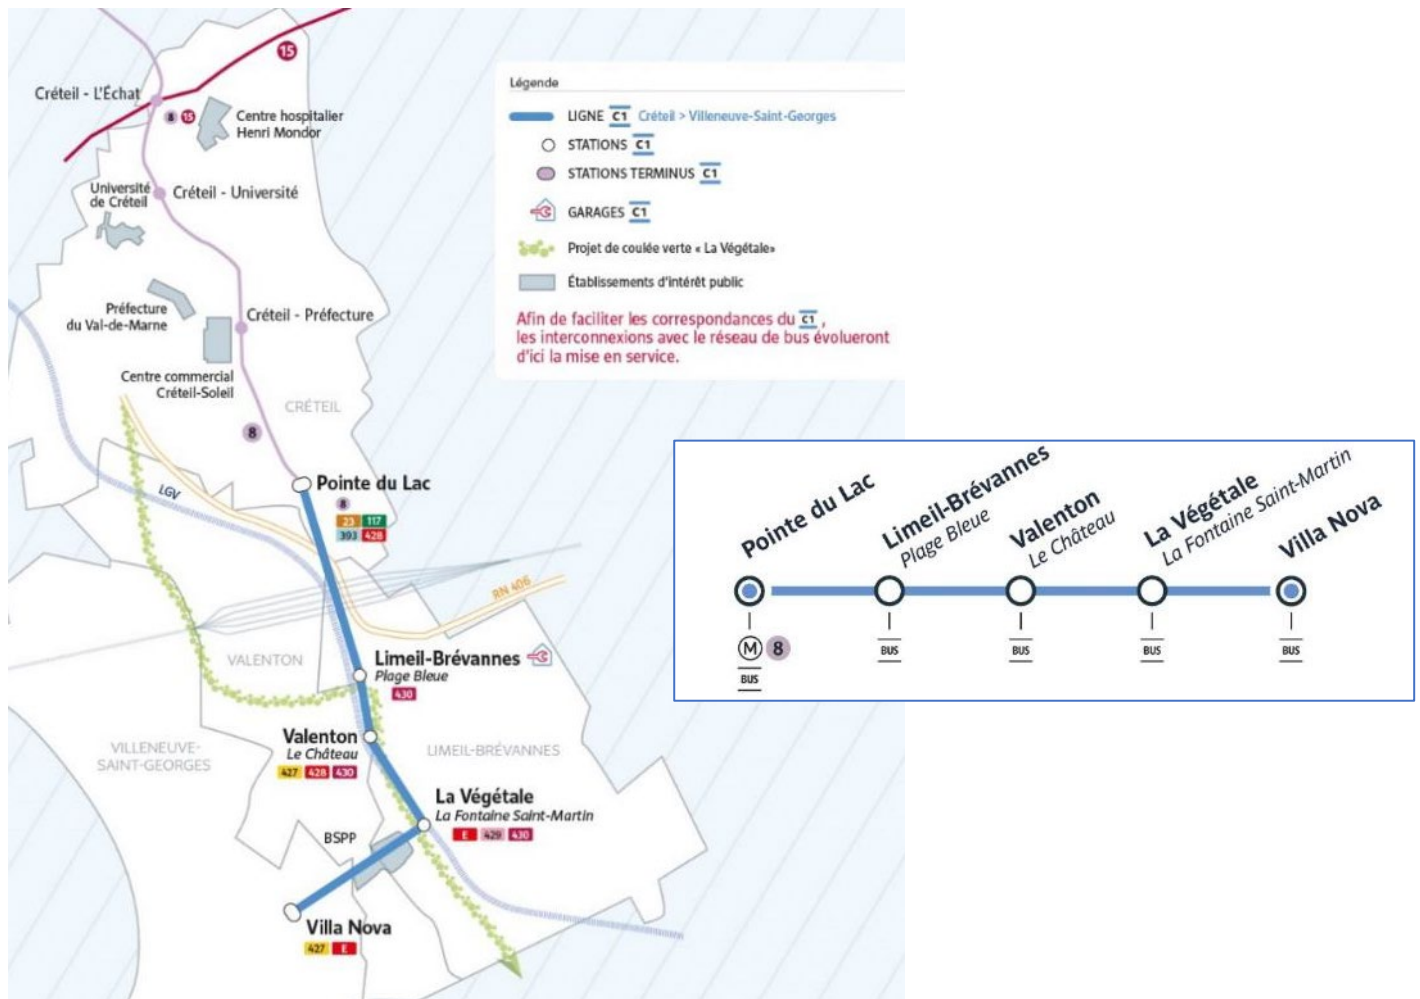 15
Créteil - L'Échat
8 15
Centre hospitalier
Henri Mondor
Université
de Créteil
Créteil - Université
Préfecture
du Val-de-Marne
Créteil - Préfecture
Centre commercial
Créteil-Soleil
CRÉTEIL
8
LGV
Pointe du Lac
8
23 117
393 428
RN 406
VALENTON
Limeil-Brévannes
Plage Bleue
430
Valenton
Le Château
427 428 430
VILLENEUVE-
SAINT-GEORGES
LIMEIL-BRÉVANNES
La Végétale
La Fontaine Saint-Martin
E 429 430
BSPP
Villa Nova
427 E
Légende
LIGNE C1 Créteil > Villeneuve-Saint-Georges
STATIONS C1
STATIONS TERMINUS C1
GARAGES C1
Projet de coulée verte « La Végétale»
Établissements d'intérêt public
Afin de faciliter les correspondances du C1,
les interconnexions avec le réseau de bus évolueront
d'ici la mise en service.
Pointe du Lac
Limeil-Brévannes
Plage Bleue
Valenton
Le Château
La Végétale
La Fontaine Saint-Martin
Villa Nova
M 8
BUS
BUS
BUS
BUS
BUS